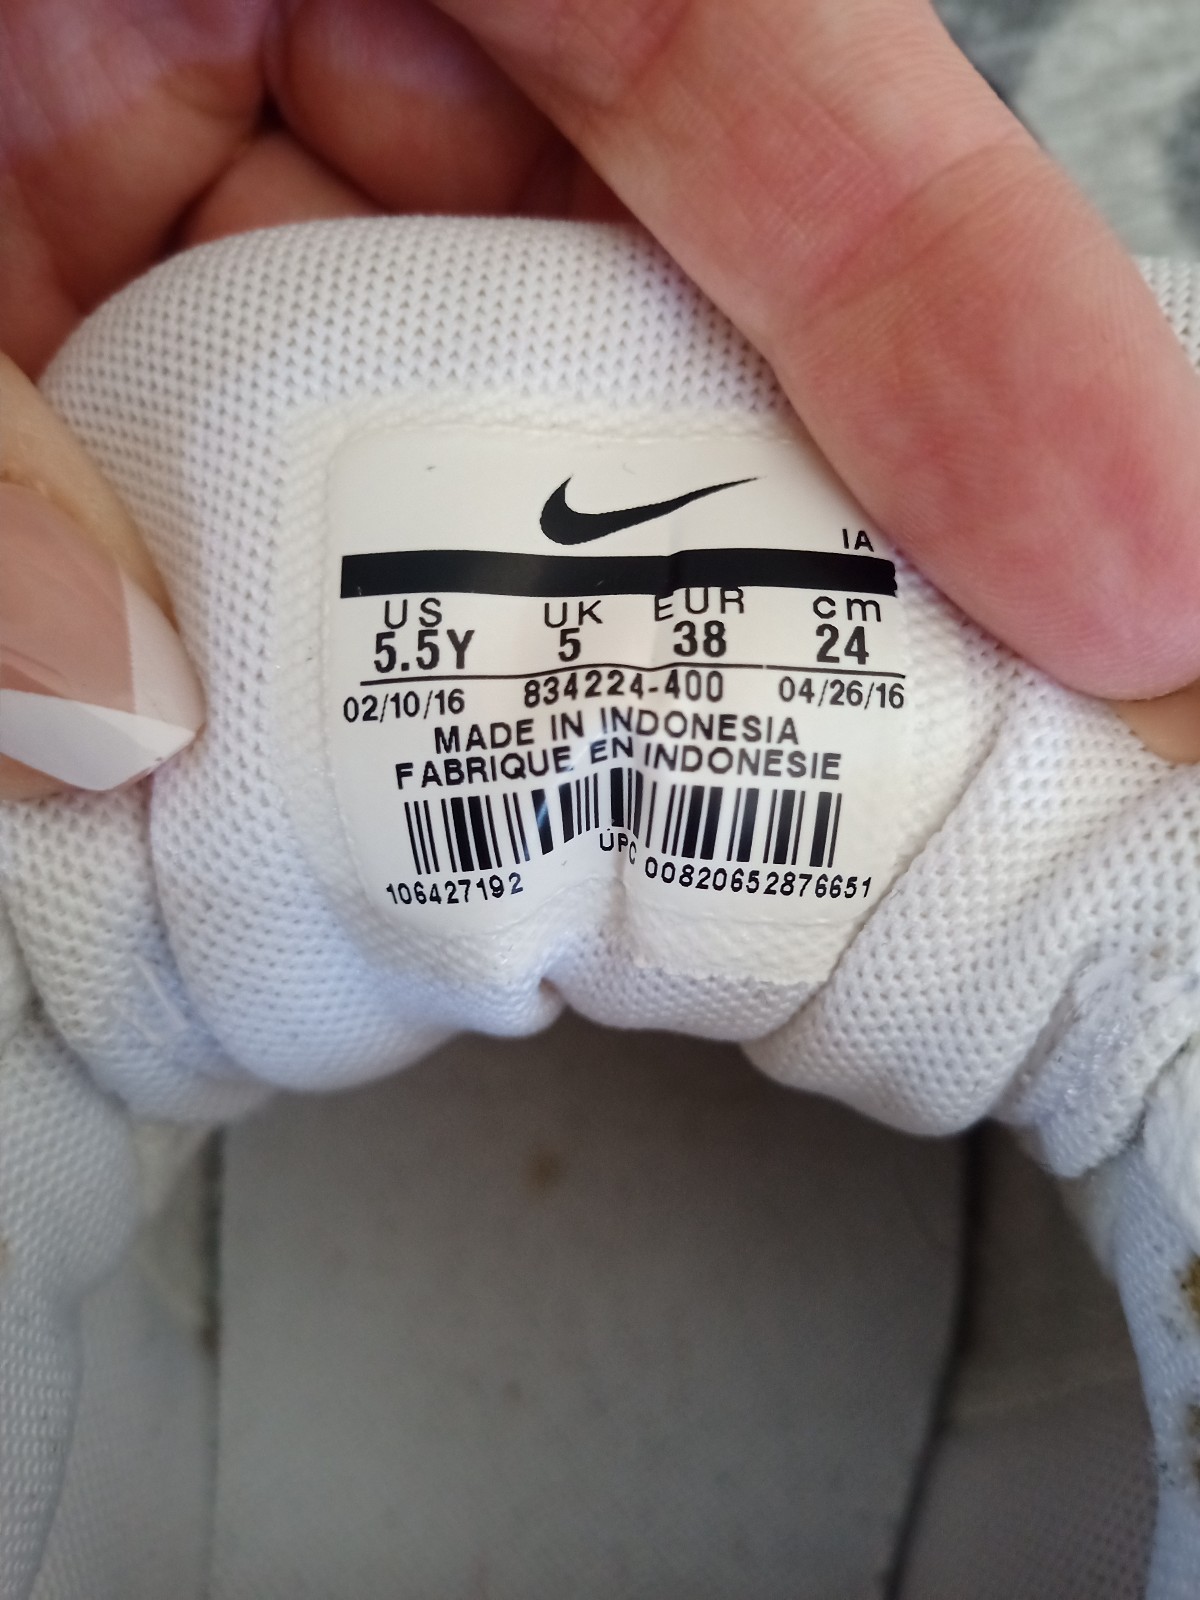 IA
US UK EUR cm
5.5Y 5 38 24
02/10/16 834224-400 04/26/16
MADE IN INDONESIA
FABRIQUE EN INDONESIE
UPC
106427192 00820652876651